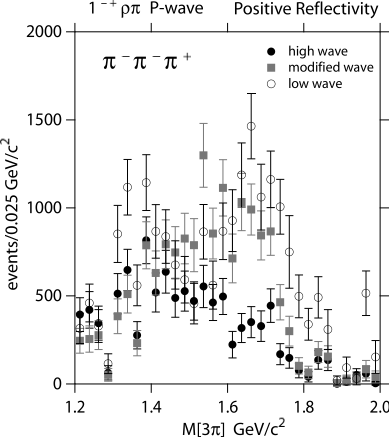 1⁻⁺ ρπ P-wave Positive Reflectivity
2000
π⁻π⁻π⁺
high wave
modified wave
low wave
1500
1000
500
0
events/0.025 GeV/c²
1.2 1.4 1.6 1.8 2.0
M[3π] GeV/c²